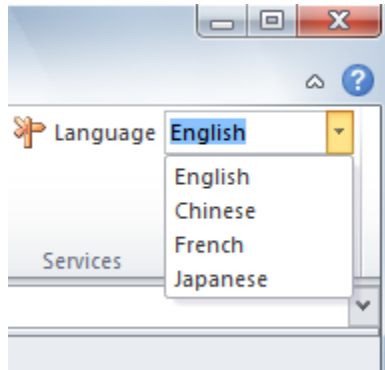 Language English
English
Chinese
French
Japanese
Services